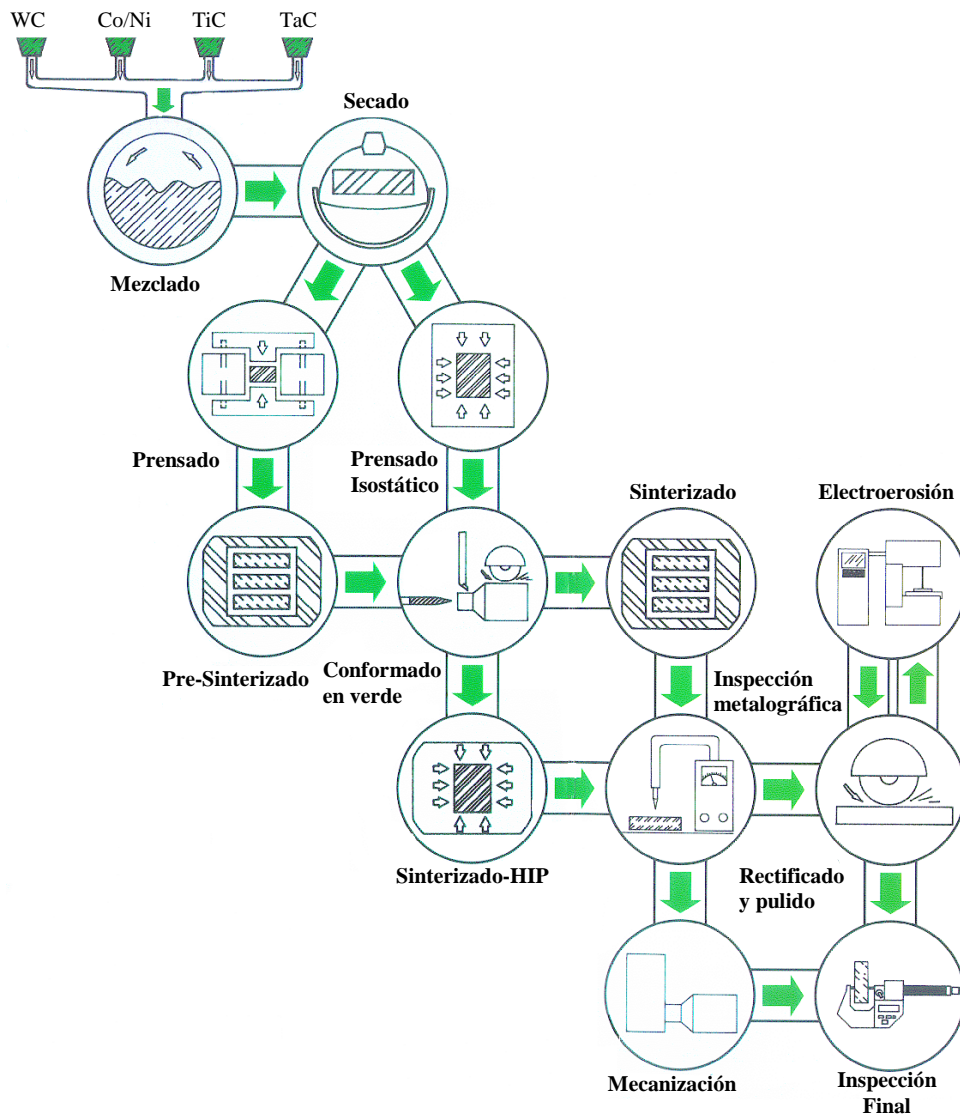 WC
Co/Ni
TiC
TaC
Secado
Mezclado
Prensado
Prensado
Isostático
Sinterizado
Electroerosión
Pre-Sinterizado
Conformado
en verde
Inspección
metalográfica
Sinterizado-HIP
Rectificado
y pulido
Mecanización
Inspección
Final